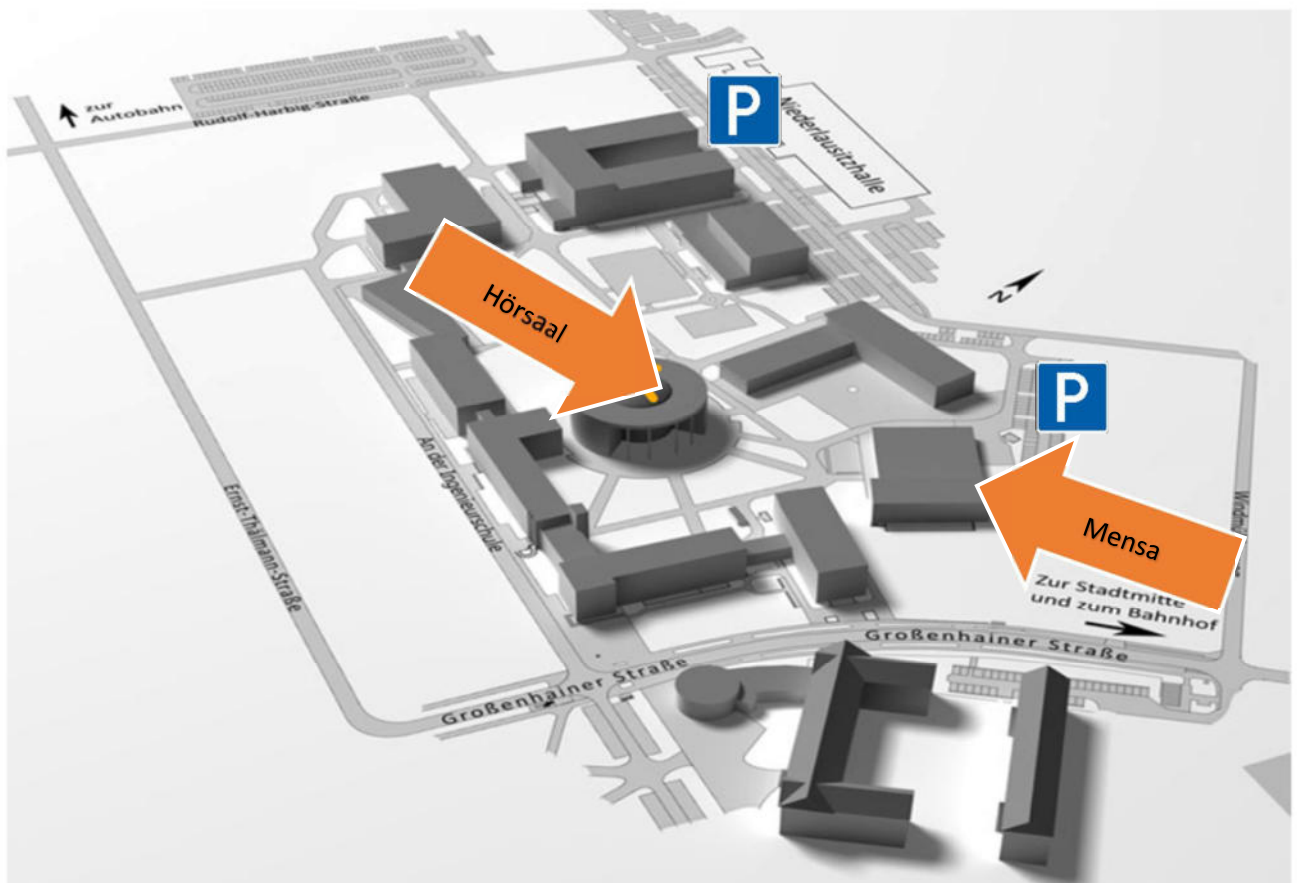 zur
Autobahn
Rudolf-Harbig-Straße
P
Niederlausitzhalle
Hörsaal
N
P
An der Ingenieurschule
Ernst-Thälmann-Straße
Mensa
Zur Stadtmitte
und zum Bahnhof
Großenhainer Straße
Großenhainer Straße